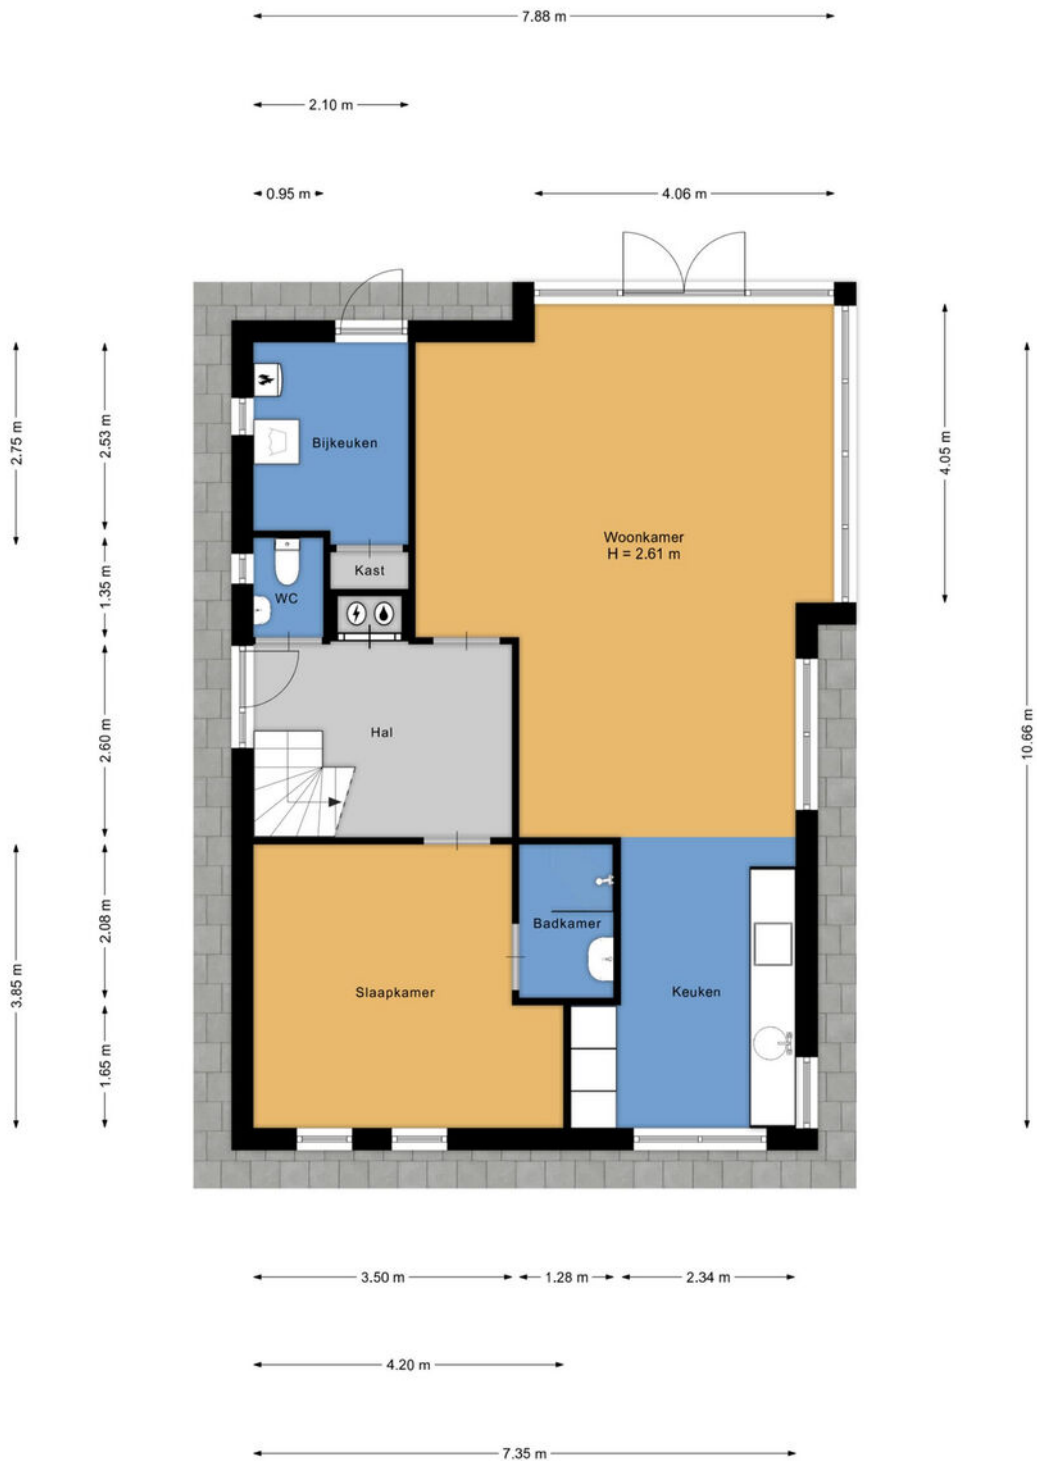 7.88 m
2.10 m
0.95 m
4.06 m
2.75 m
2.53 m
4.05 m
Bijkeuken
Woonkamer
H = 2.61 m
Kast
1.35 m
WC
Hal
2.60 m
10.66 m
Badkamer
2.08 m
3.85 m
Slaapkamer
Keuken
1.65 m
3.50 m
1.28 m
2.34 m
4.20 m
7.35 m